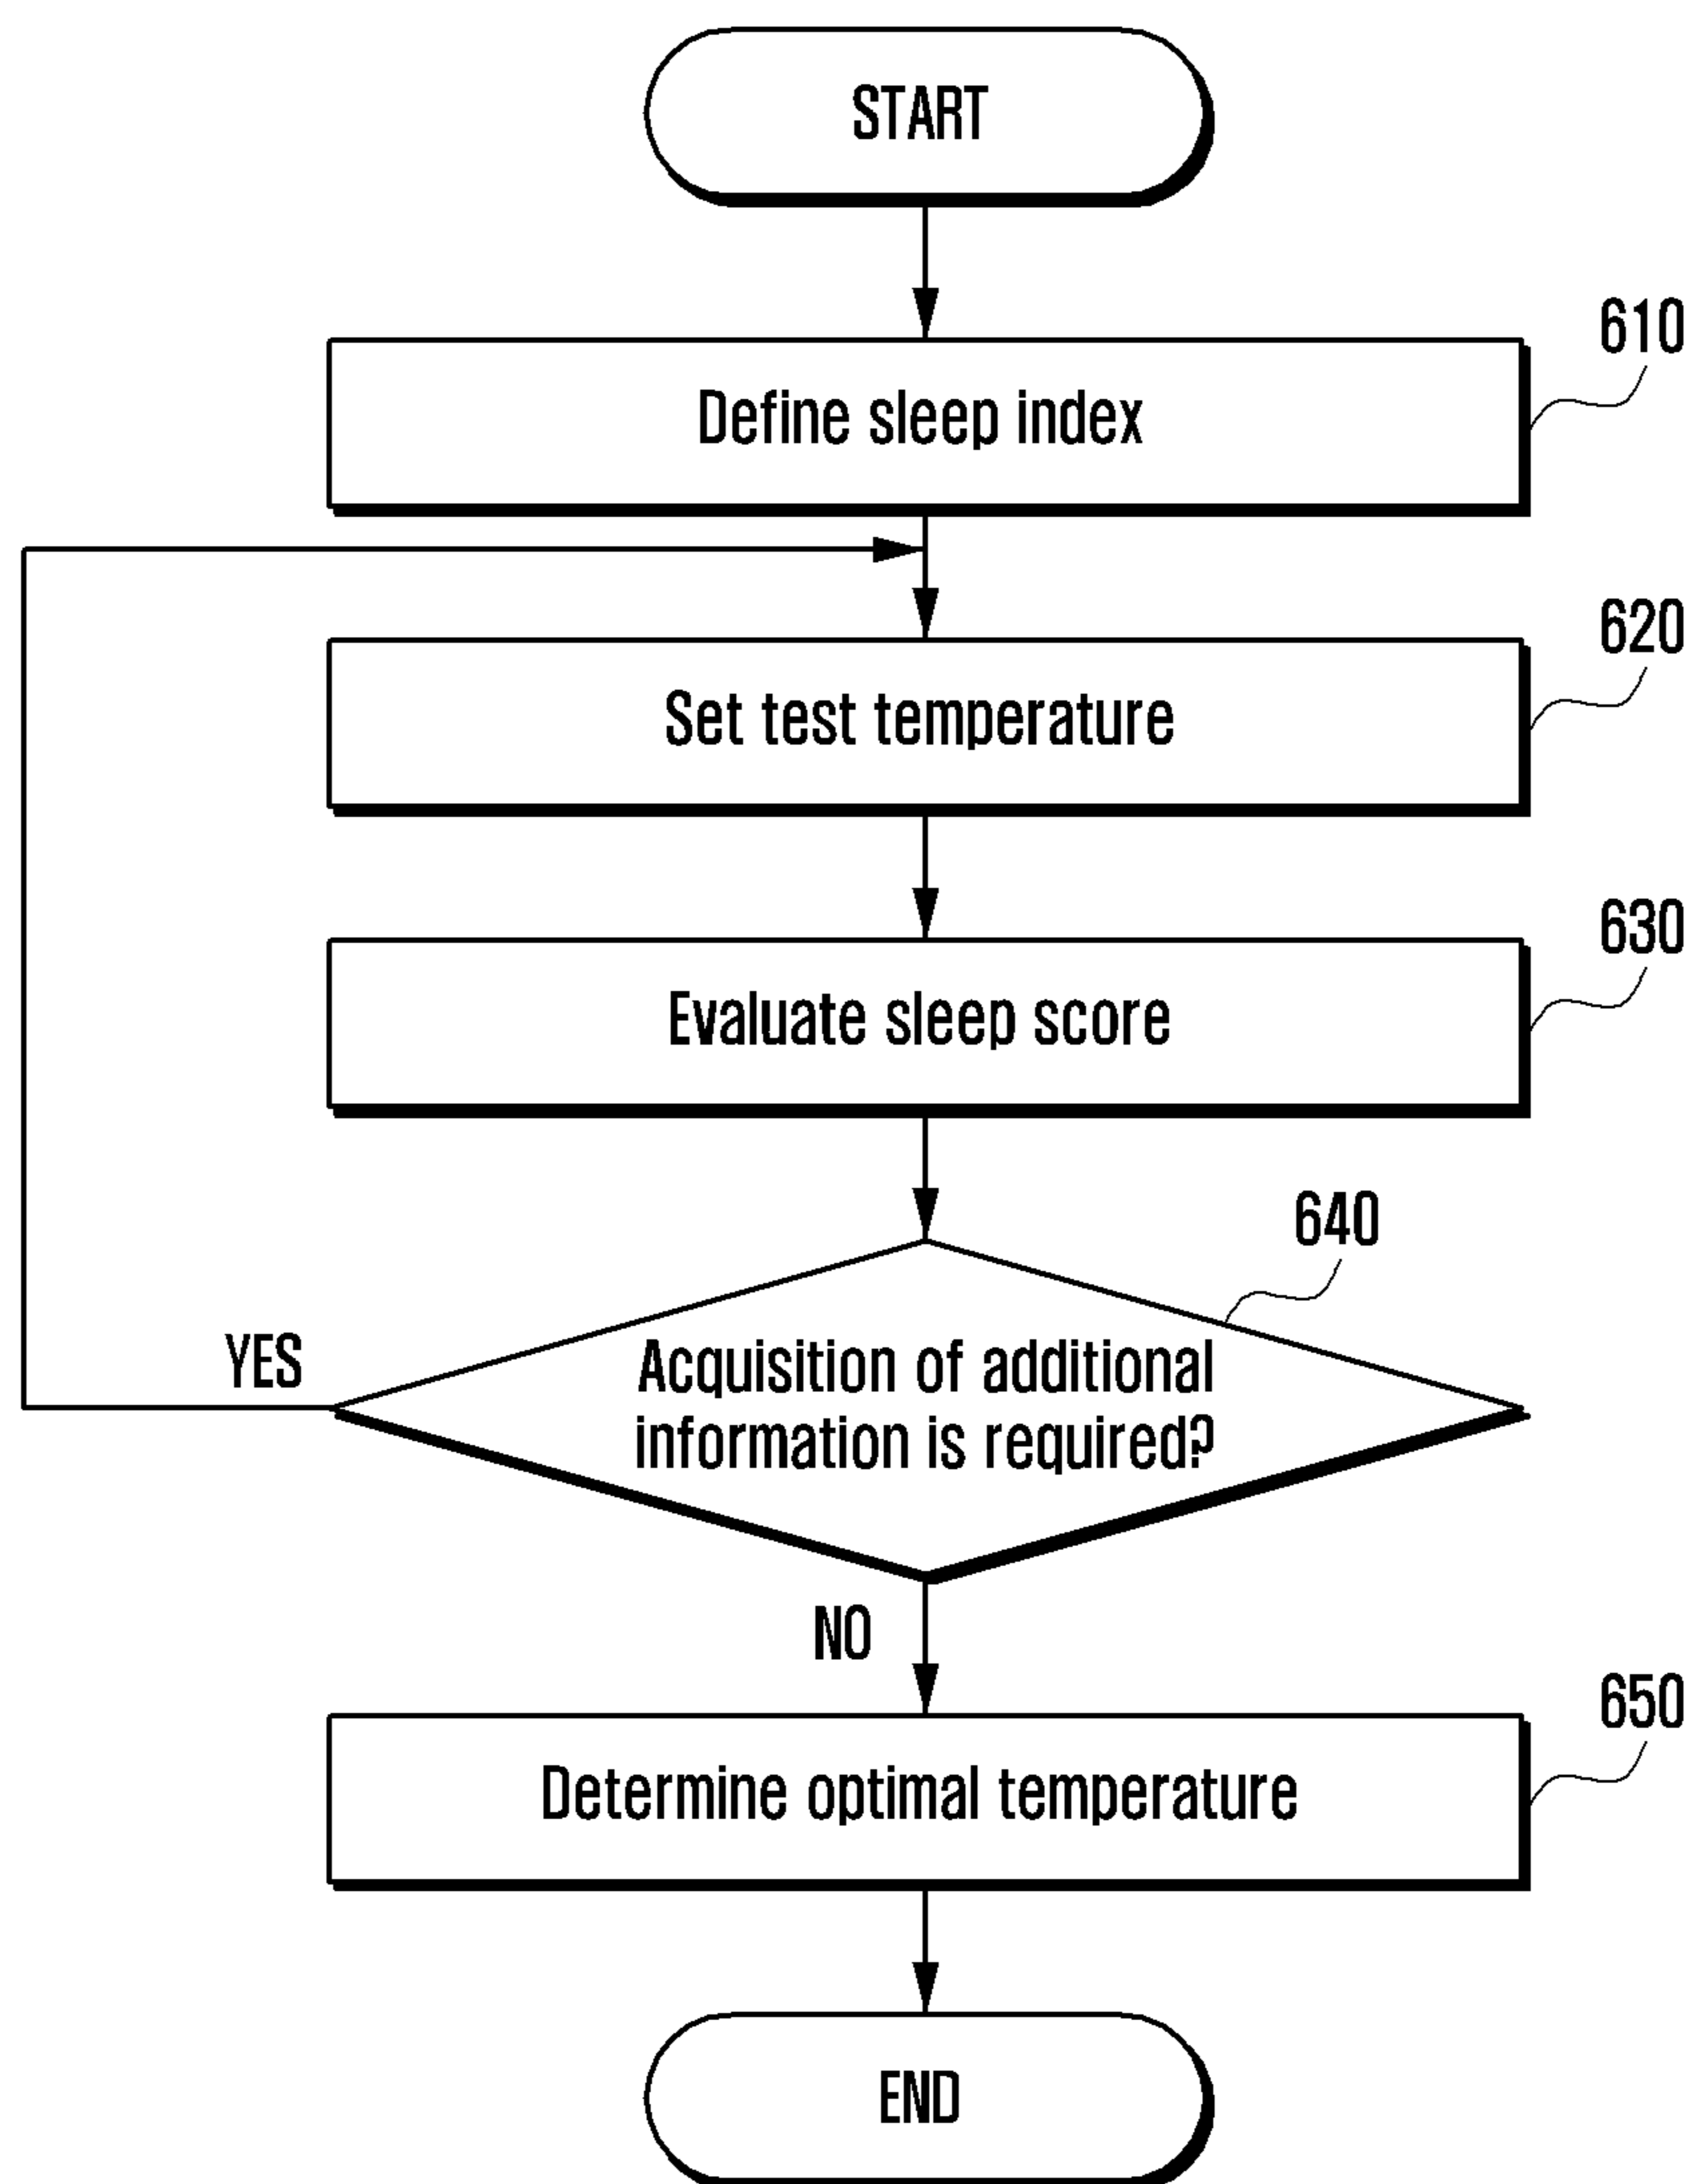 START
610
Define sleep index
620
Set test temperature
630
Evaluate sleep score
640
YES
Acquisition of additional
information is required?
NO
650
Determine optimal temperature
END